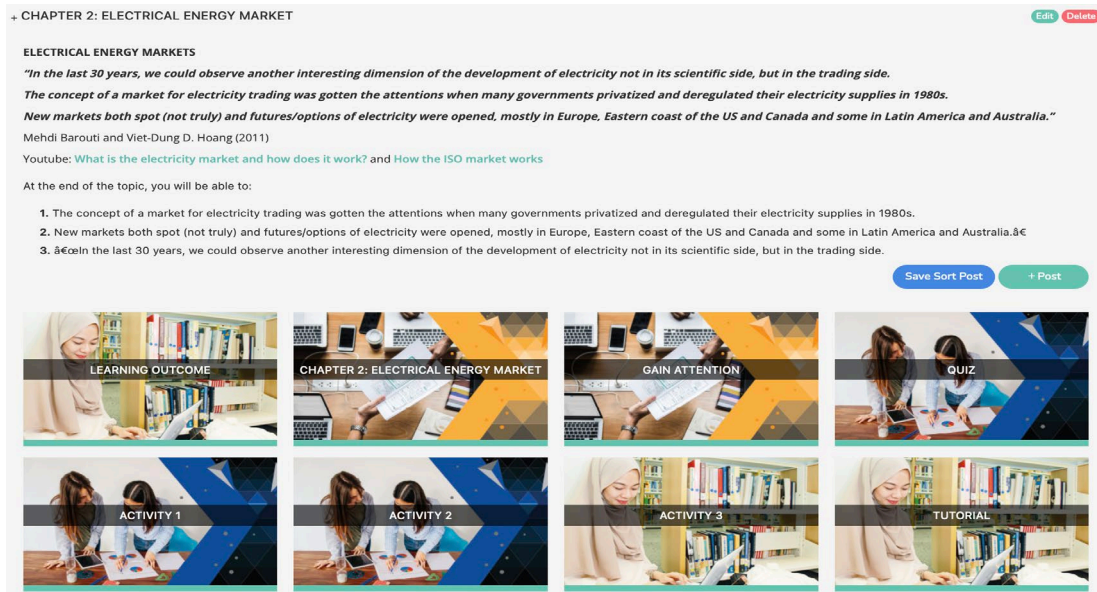 + CHAPTER 2: ELECTRICAL ENERGY MARKET
Edit Delete
ELECTRICAL ENERGY MARKETS
“In the last 30 years, we could observe another interesting dimension of the development of electricity not in its scientific side, but in the trading side.
The concept of a market for electricity trading was gotten the attentions when many governments privatized and deregulated their electricity supplies in 1980s.
New markets both spot (not truly) and futures/options of electricity were opened, mostly in Europe, Eastern coast of the US and Canada and some in Latin America and Australia.”
Mehdi Barouti and Viet-Dung D. Hoang (2011)
Youtube: What is the electricity market and how does it work? and How the ISO market works
At the end of the topic, you will be able to:
1. The concept of a market for electricity trading was gotten the attentions when many governments privatized and deregulated their electricity supplies in 1980s.
2. New markets both spot (not truly) and futures/options of electricity were opened, mostly in Europe, Eastern coast of the US and Canada and some in Latin America and Australia.â€
3. â€œIn the last 30 years, we could observe another interesting dimension of the development of electricity not in its scientific side, but in the trading side.
Save Sort Post + Post
LEARNING OUTCOME
CHAPTER 2: ELECTRICAL ENERGY MARKET
GAIN ATTENTION
QUIZ
ACTIVITY 1
ACTIVITY 2
ACTIVITY 3
TUTORIAL